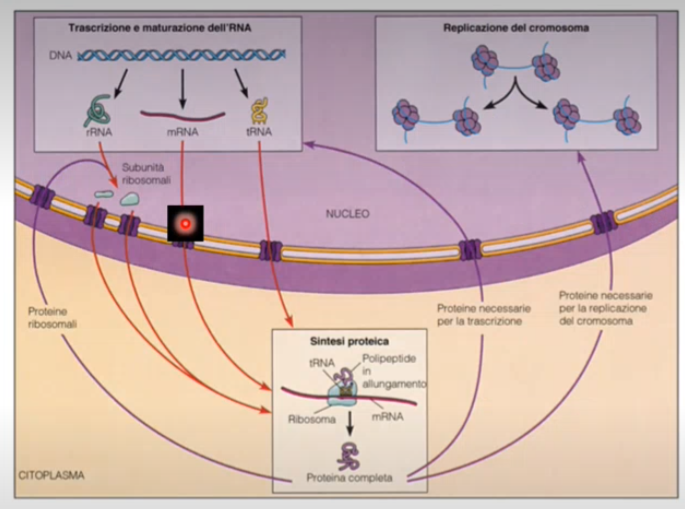 Trascrizione e maturazione dell'RNA
DNA
rRNA
mRNA
tRNA
Subunità
ribosomali
Replicazione del cromosoma
NUCLEO
Proteine
ribosomali
Proteine necessarie
per la trascrizione
Proteine necessarie
per la replicazione
del cromosoma
Sintesi proteica
tRNA
Polipeptide
in
allungamento
Ribosoma
mRNA
Proteina completa
CITOPLASMA